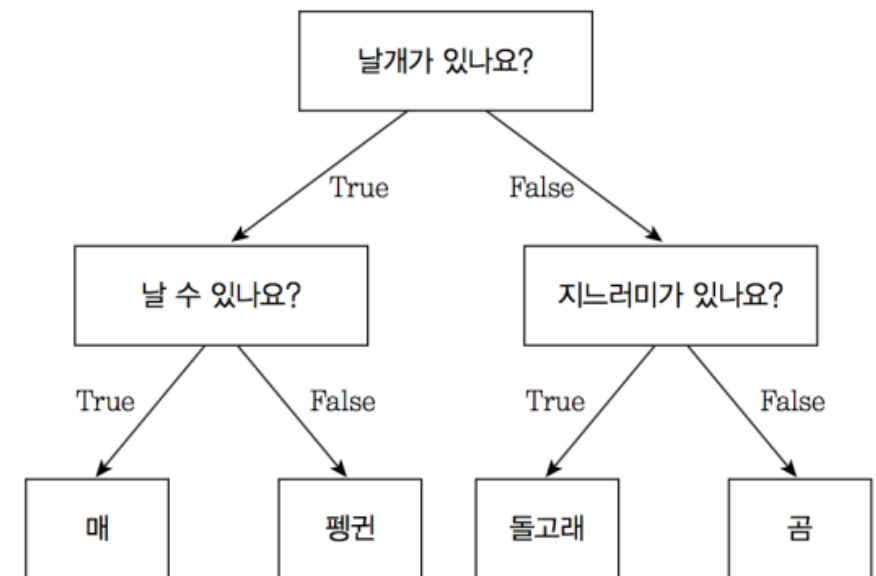 날개가 있나요?
True
False
날 수 있나요?
지느러미가 있나요?
True
False
True
False
매
펭귄
돌고래
곰